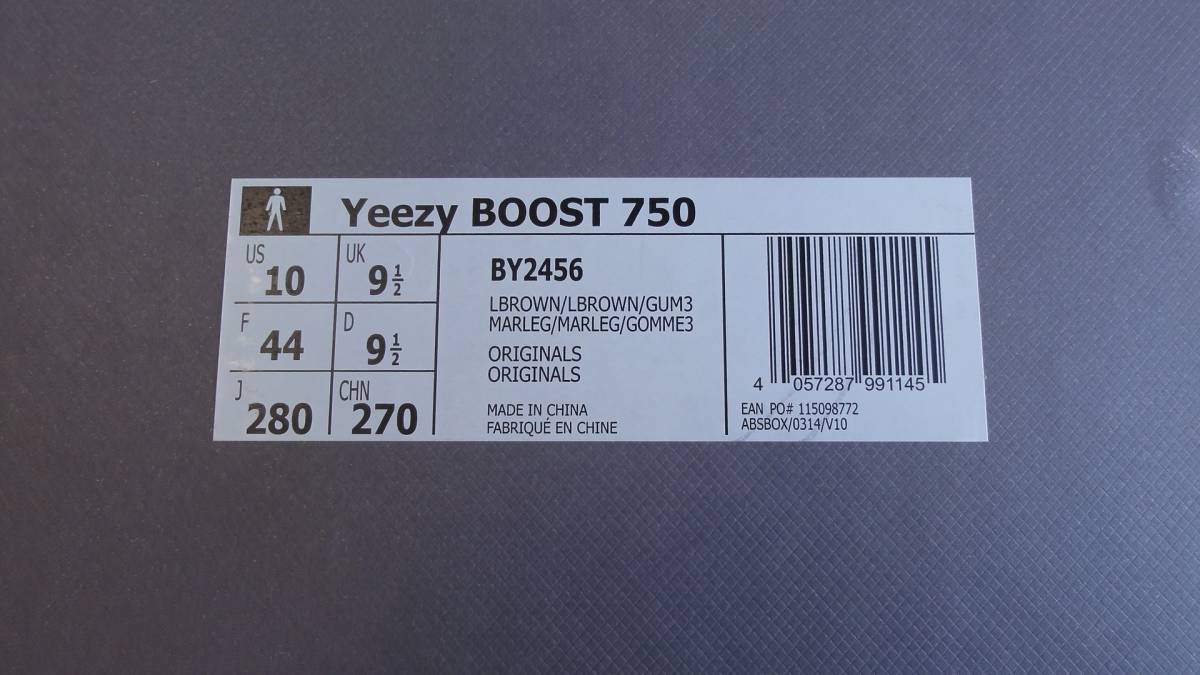 Yeezy BOOST 750
US 10 UK 9 1/2
F 44 D 9 1/2
J 280 CHN 270
BY2456
LBROWN/LBROWN/GUM3
MARLEG/MARLEG/GOMME3
ORIGINALS
ORIGINALS
MADE IN CHINA
FABRIQUÉ EN CHINE
4 057287 991145
EAN PO# 115098772
ABSBOX/0314/V10